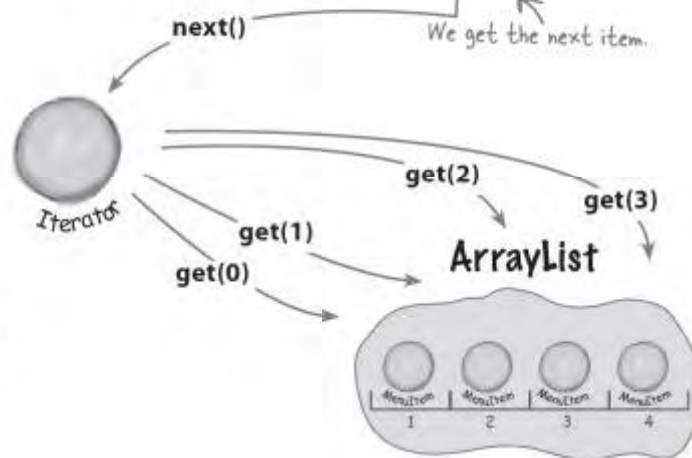 next()
We get the next item.
Iterator
get(2)
get(3)
get(1)
get(0)
ArrayList
MenuItem MenuItem MenuItem MenuItem
1 2 3 4